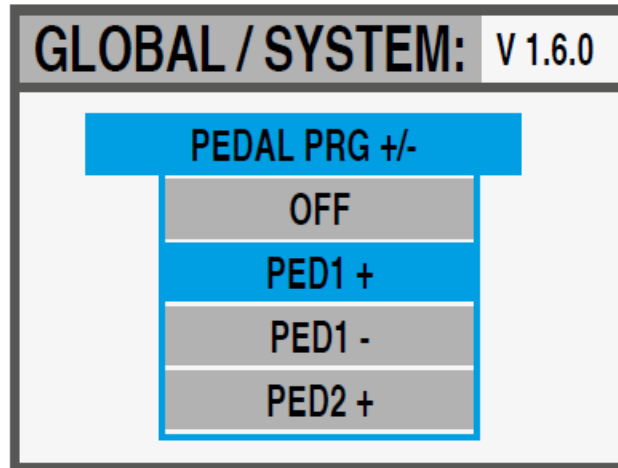 GLOBAL / SYSTEM: V 1.6.0
PEDAL PRG +/-
OFF
PED1 +
PED1 -
PED2 +